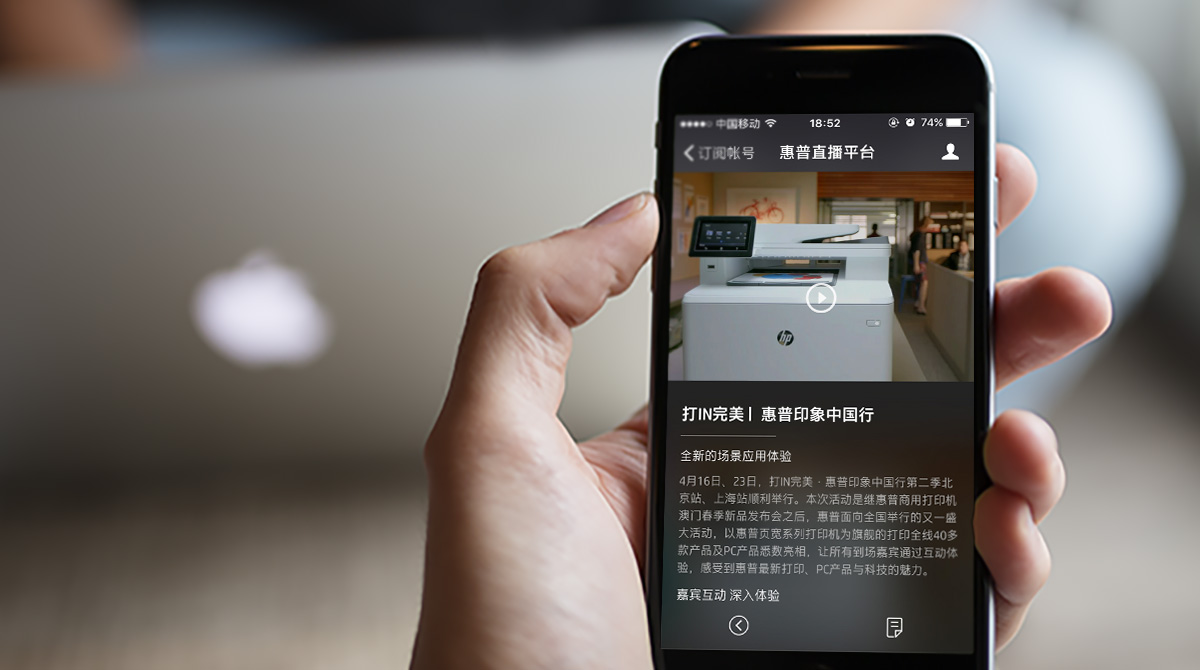 中国移动
18:52
74%
订阅帐号
惠普直播平台
hp
打IN完美丨惠普印象中国行
全新的场景应用体验
4月16日、23日,打IN完美·惠普印象中国行第二季北
京站、上海站顺利举行。本次活动是继惠普商用打印机
澳门春季新品发布会之后,惠普面向全国举行的又一盛
大活动,以惠普页宽系列打印机为旗舰的打印全线40多
款产品及PC产品悉数亮相,让所有到场嘉宾通过互动体
验,感受到惠普最新打印、PC产品与科技的魅力。
嘉宾互动 深入体验